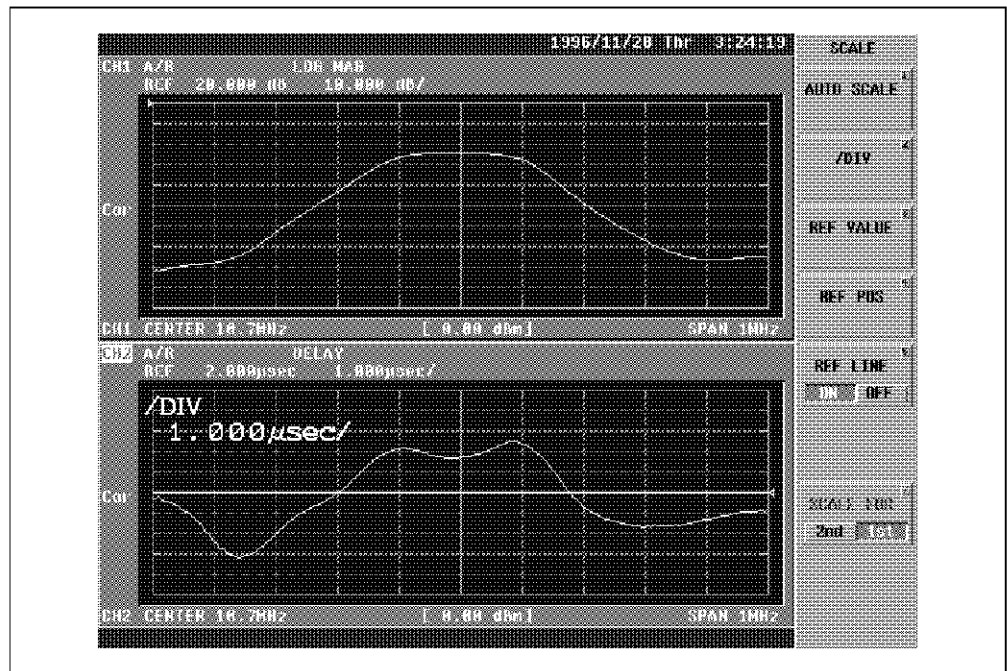 1996/11/28 Thr 3:24:19
CH1 A/R LOG MAG
REF 20.000 dB 10.000 dB/
Cor
CH1 CENTER 10.7MHz [ 0.00 dBm] SPAN 1MHz
CH2 A/R DELAY
REF 2.000µsec 1.000µsec/
/DIV
1.000µsec/
Cor
CH2 CENTER 10.7MHz [ 0.00 dBm] SPAN 1MHz
SCALE
AUTO SCALE
/DIV
REF VALUE
REF POS
REF LINE
ON OFF
SCALE FOR
2nd 1st